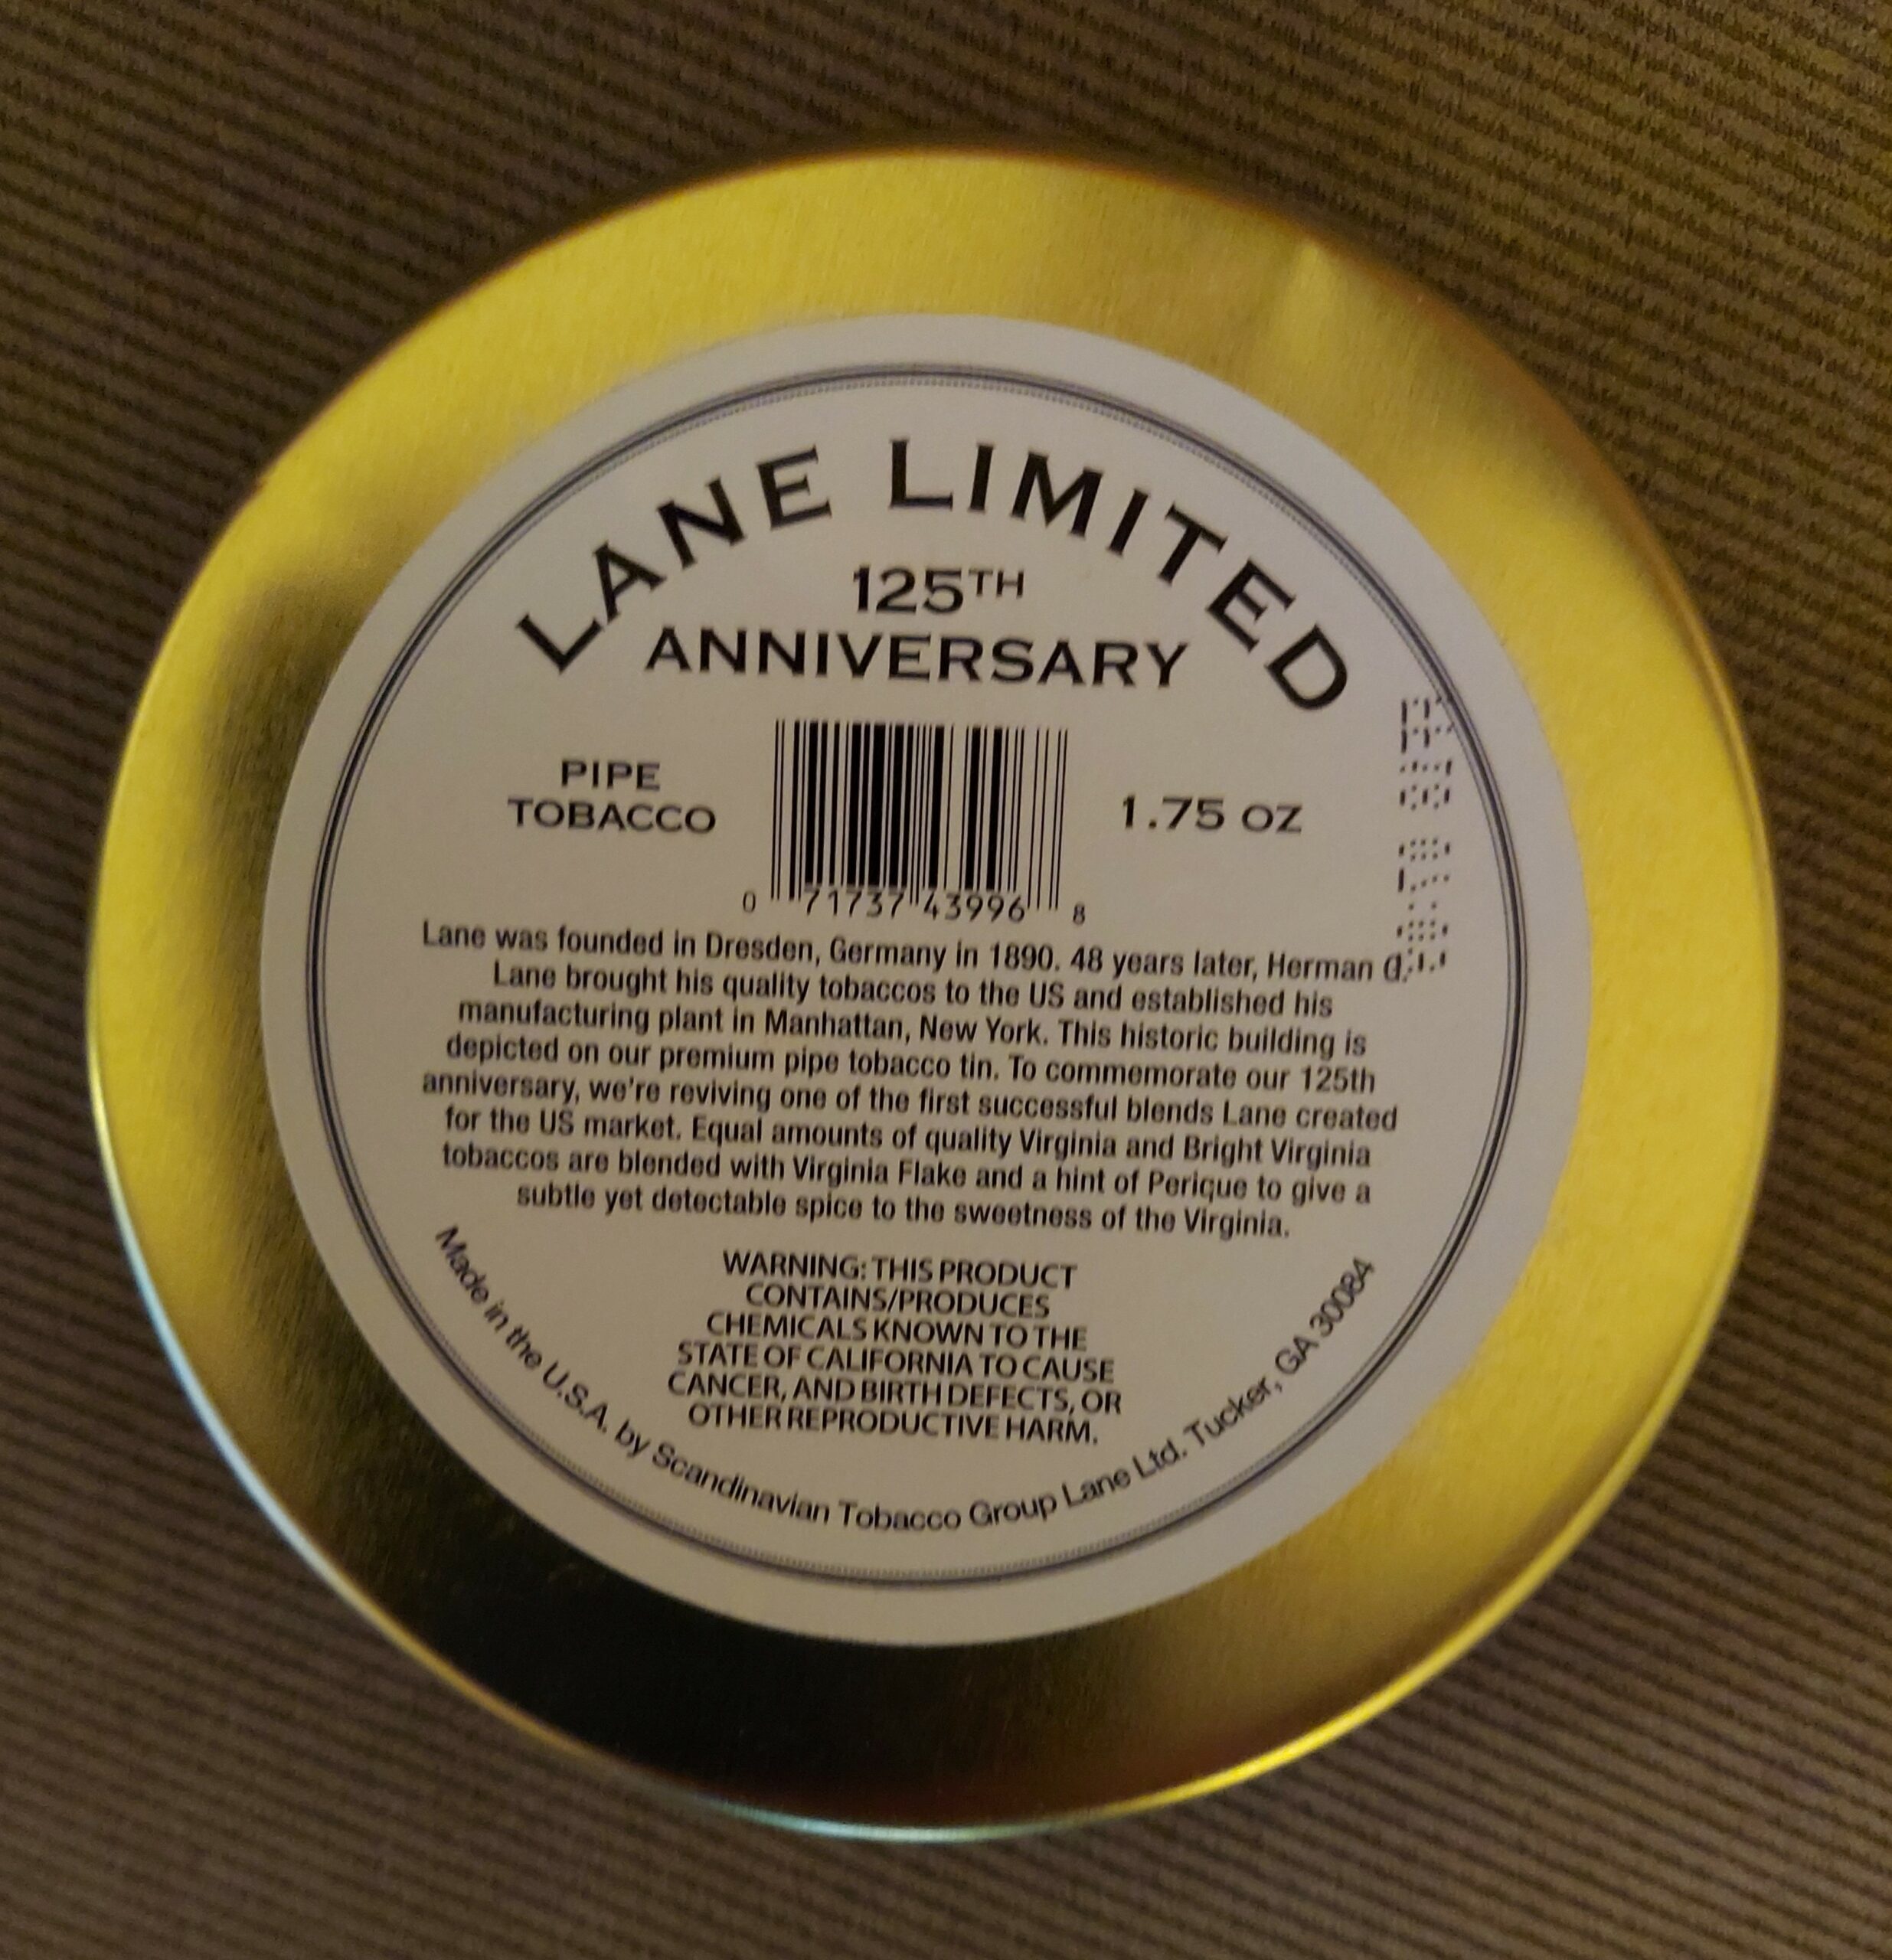 LANE LIMITED
125TH
ANNIVERSARY
PIPE
TOBACCO
1.75 OZ
0 71737 43996 8
Lane was founded in Dresden, Germany in 1890. 48 years later, Herman G.
Lane brought his quality tobaccos to the US and established his
manufacturing plant in Manhattan, New York. This historic building is
depicted on our premium pipe tobacco tin. To commemorate our 125th
anniversary, we're reviving one of the first successful blends Lane created
for the US market. Equal amounts of quality Virginia and Bright Virginia
tobaccos are blended with Virginia Flake and a hint of Perique to give a
subtle yet detectable spice to the sweetness of the Virginia.
WARNING: THIS PRODUCT
CONTAINS/PRODUCES
CHEMICALS KNOWN TO THE
STATE OF CALIFORNIA TO CAUSE
CANCER, AND BIRTH DEFECTS, OR
OTHER REPRODUCTIVE HARM.
Made in the U.S.A. by Scandinavian Tobacco Group Lane Ltd. Tucker, GA 30084